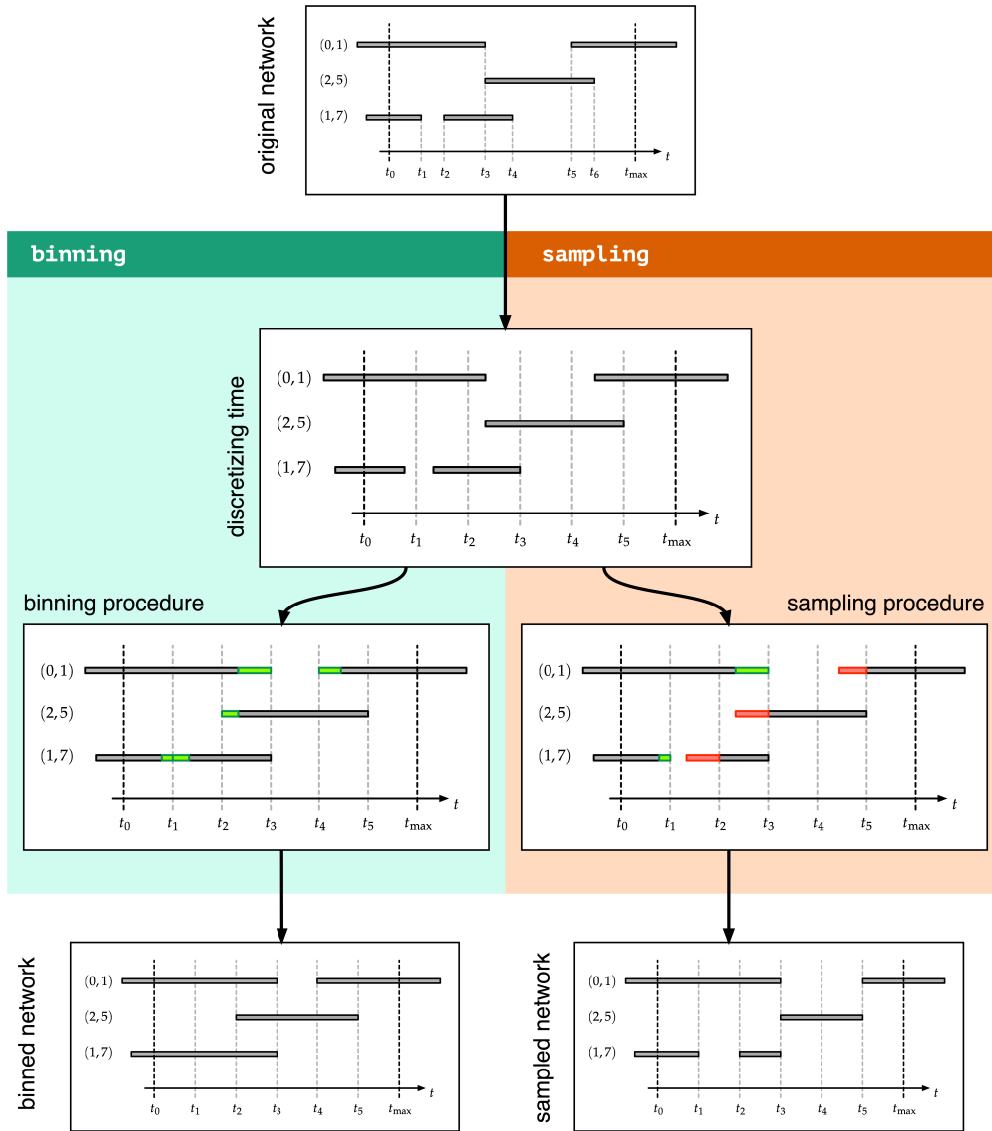 original network
(0,1)
(2,5)
(1,7)
t
t0 t1 t2 t3 t4 t5 t6 tmax
binning
sampling
discretizing time
(0,1)
(2,5)
(1,7)
t
t0 t1 t2 t3 t4 t5 tmax
binning procedure
(0,1)
(2,5)
(1,7)
t
t0 t1 t2 t3 t4 t5 tmax
sampling procedure
(0,1)
(2,5)
(1,7)
t
t0 t1 t2 t3 t4 t5 tmax
binned network
(0,1)
(2,5)
(1,7)
t
t0 t1 t2 t3 t4 t5 tmax
sampled network
(0,1)
(2,5)
(1,7)
t
t0 t1 t2 t3 t4 t5 tmax